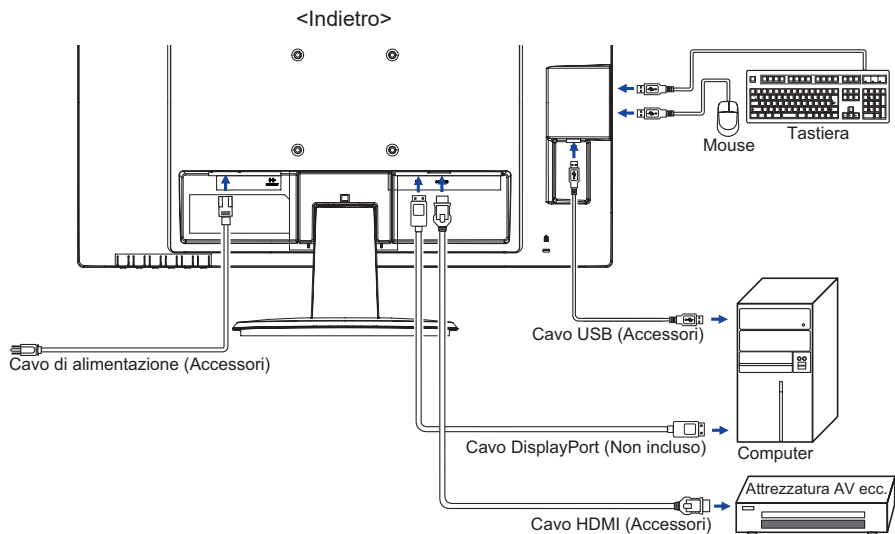 <Indietro>
Mouse
Tastiera
Cavo USB (Accessori)
Cavo di alimentazione (Accessori)
Cavo DisplayPort (Non incluso)
Computer
Attrezzatura AV ecc.
Cavo HDMI (Accessori)